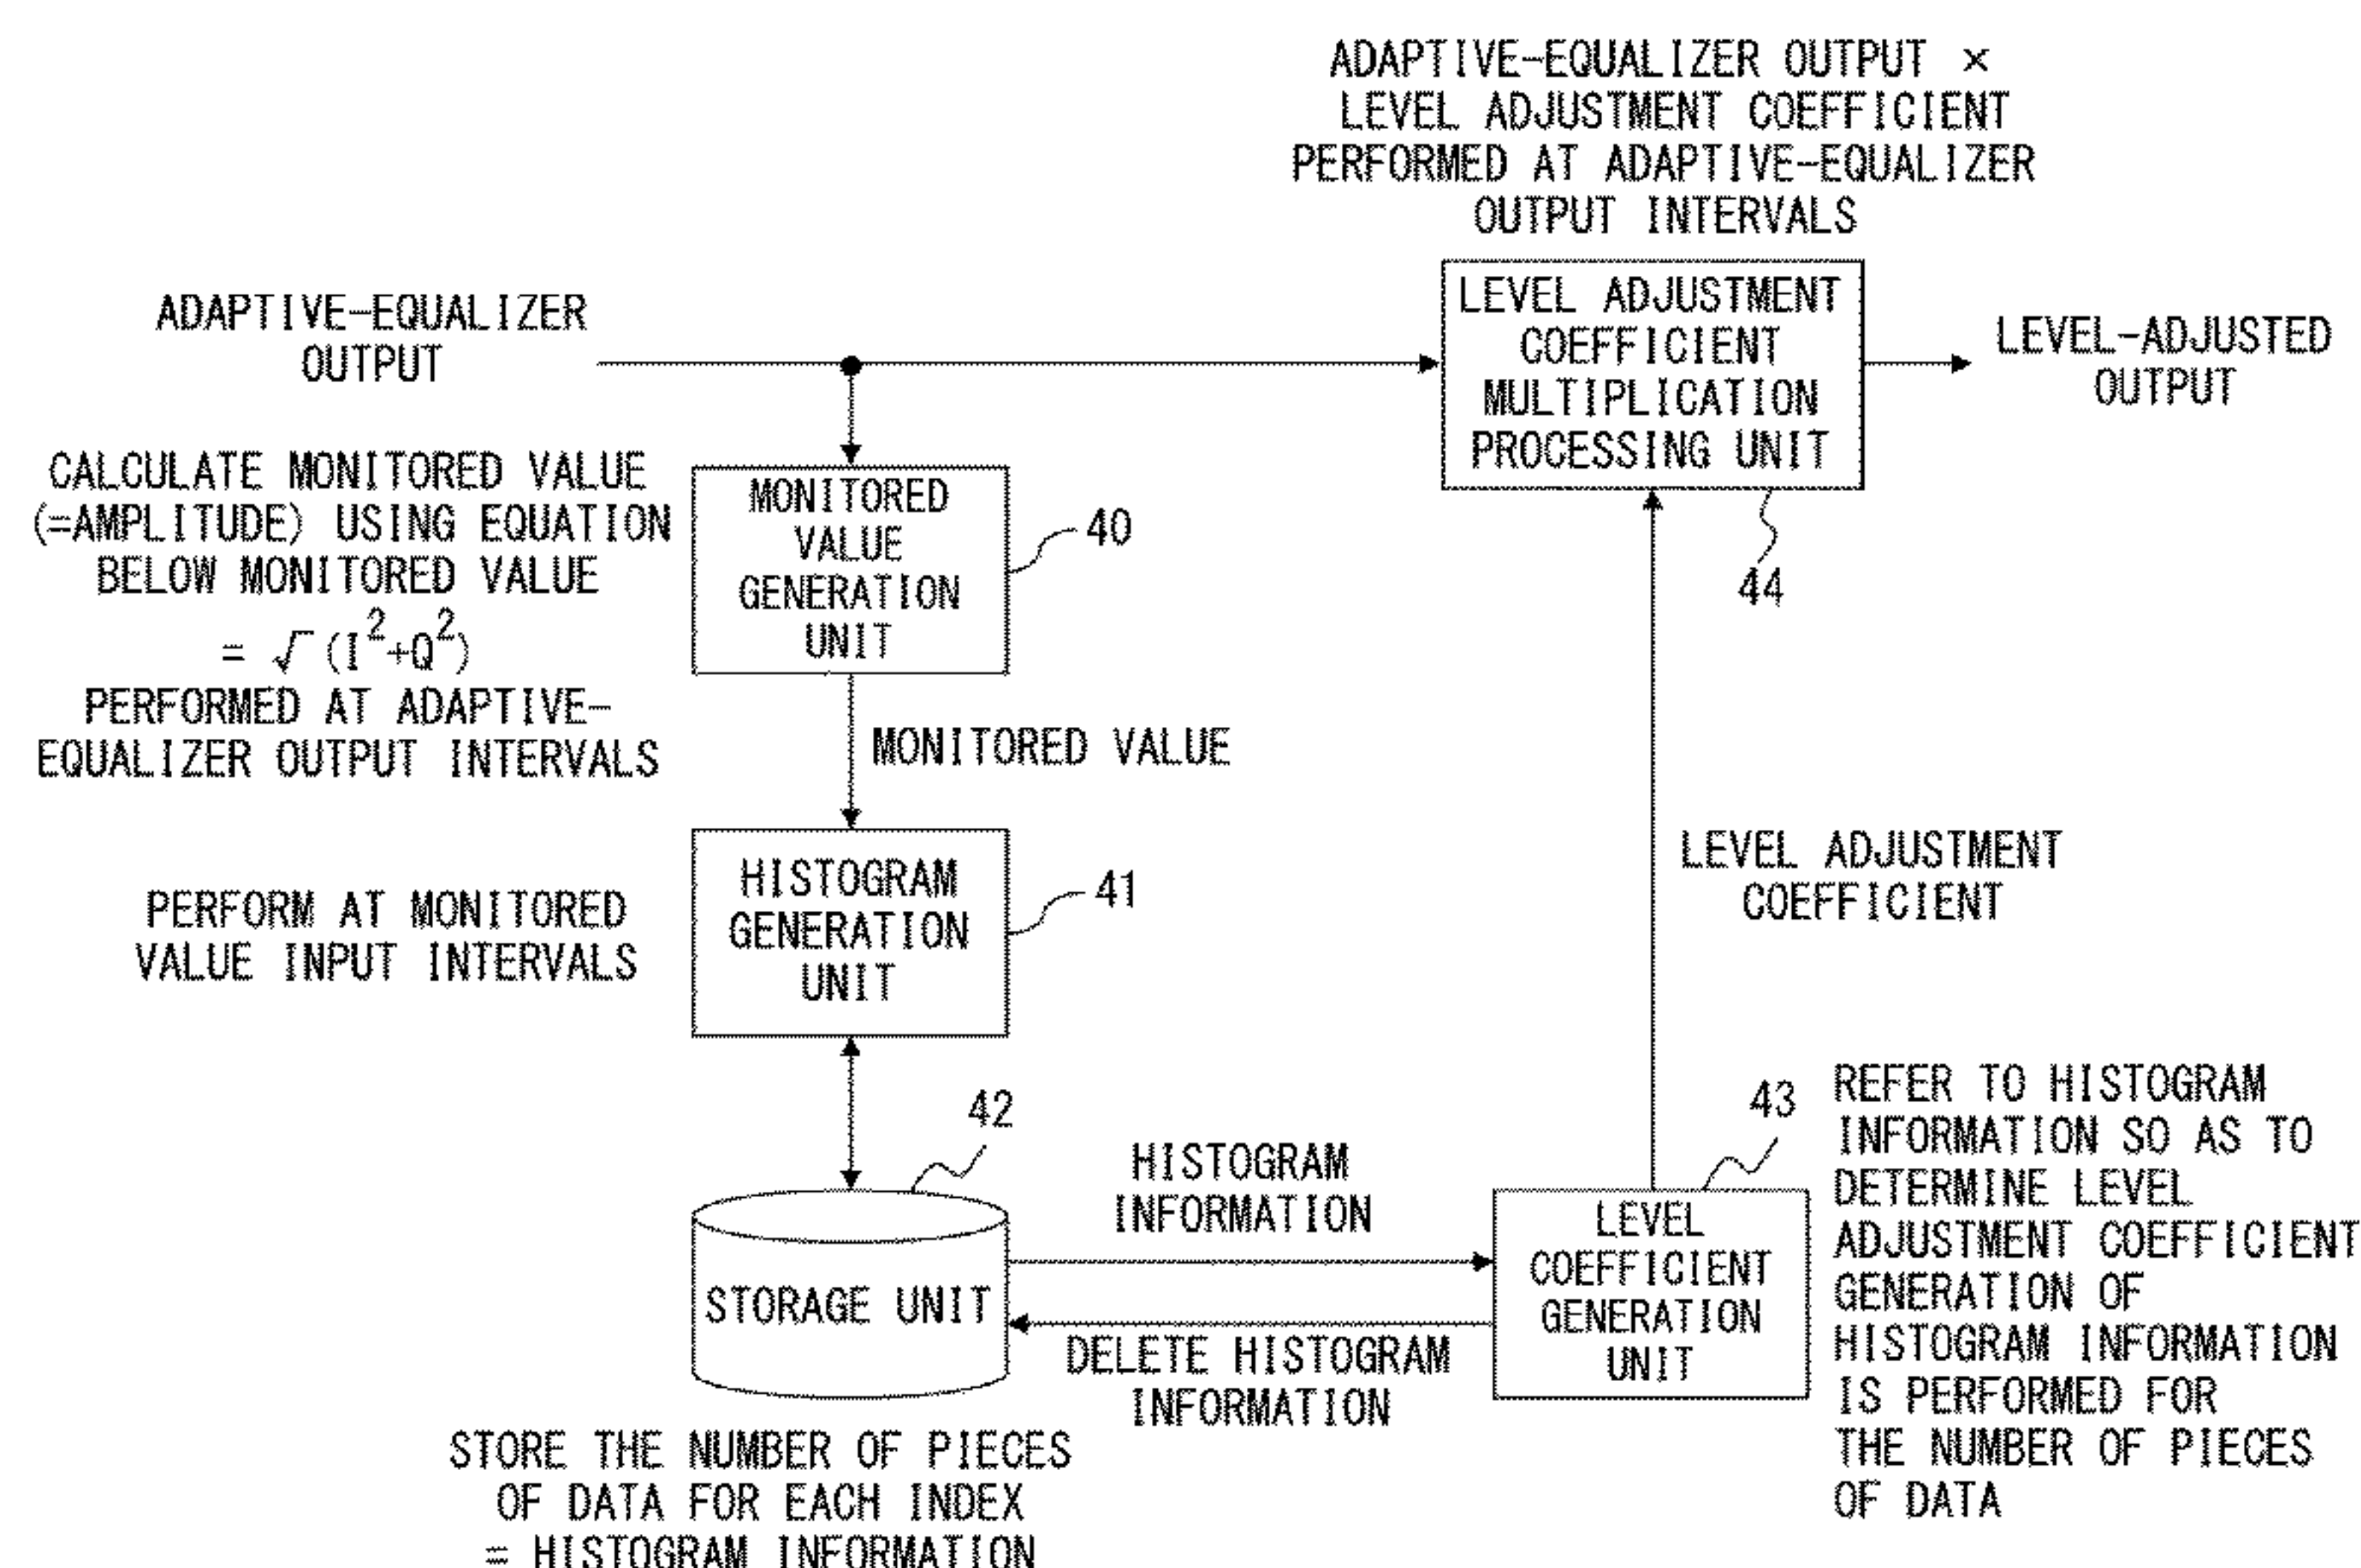 ADAPTIVE-EQUALIZER OUTPUT ×
LEVEL ADJUSTMENT COEFFICIENT
PERFORMED AT ADAPTIVE-EQUALIZER
OUTPUT INTERVALS
ADAPTIVE-EQUALIZER
OUTPUT
LEVEL ADJUSTMENT
COEFFICIENT
MULTIPLICATION
PROCESSING UNIT
LEVEL-ADJUSTED
OUTPUT
44
CALCULATE MONITORED VALUE
(=AMPLITUDE) USING EQUATION
BELOW MONITORED VALUE
= √(I²+Q²)
PERFORMED AT ADAPTIVE-
EQUALIZER OUTPUT INTERVALS
MONITORED
VALUE
GENERATION
UNIT
40
MONITORED VALUE
PERFORM AT MONITORED
VALUE INPUT INTERVALS
HISTOGRAM
GENERATION
UNIT
41
LEVEL ADJUSTMENT
COEFFICIENT
42
STORAGE UNIT
HISTOGRAM
INFORMATION
DELETE HISTOGRAM
INFORMATION
43
LEVEL
COEFFICIENT
GENERATION
UNIT
REFER TO HISTOGRAM
INFORMATION SO AS TO
DETERMINE LEVEL
ADJUSTMENT COEFFICIENT
GENERATION OF
HISTOGRAM INFORMATION
IS PERFORMED FOR
THE NUMBER OF PIECES
OF DATA
STORE THE NUMBER OF PIECES
OF DATA FOR EACH INDEX
= HISTOGRAM INFORMATION